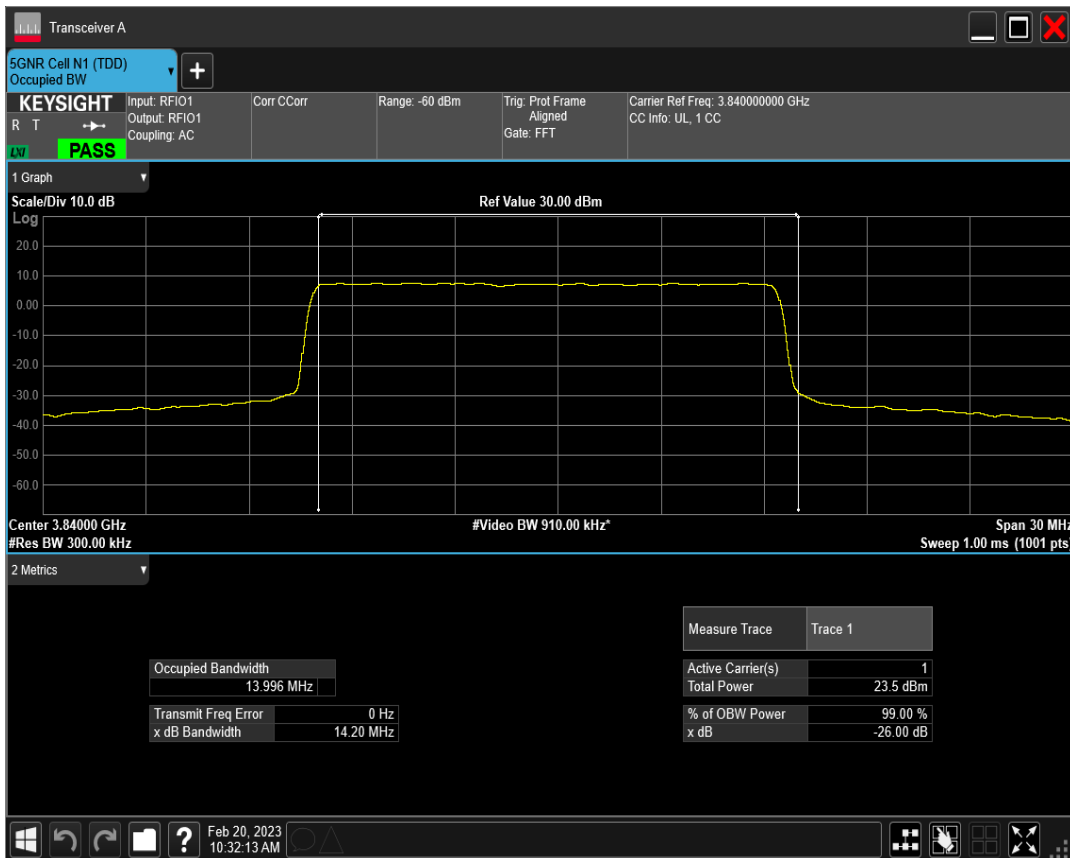 Transceiver A
5GNR Cell N1 (TDD)
Occupied BW
KEYSIGHT
R T
LXI
PASS
Input: RFIO1
Output: RFIO1
Coupling: AC
Corr CCorr
Range: -60 dBm
Trig: Prot Frame
Aligned
Gate: FFT
Carrier Ref Freq: 3.840000000 GHz
CC Info: UL, 1 CC
1 Graph
Scale/Div 10.0 dB
Ref Value 30.00 dBm
Log
20.0
10.0
0.00
-10.0
-20.0
-30.0
-40.0
-50.0
-60.0
Center 3.84000 GHz
#Video BW 910.00 kHz*
Span 30 MHz
#Res BW 300.00 kHz
Sweep 1.00 ms (1001 pts)
2 Metrics
Measure Trace Trace 1
Occupied Bandwidth
13.996 MHz
Active Carrier(s) 1
Total Power 23.5 dBm
Transmit Freq Error 0 Hz
x dB Bandwidth 14.20 MHz
% of OBW Power 99.00 %
x dB -26.00 dB
?
Feb 20, 2023
10:32:13 AM